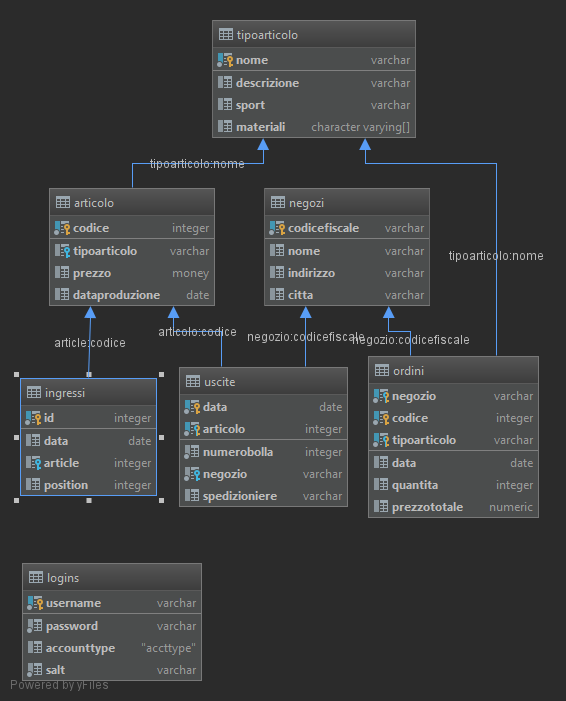 tipoarticolo
nome varchar
descrizione varchar
sport varchar
materiali character varying[]
tipoarticolo:nome
articolo
codice integer
tipoarticolo varchar
prezzo money
dataproduzione date
negozi
codicefiscale varchar
nome varchar
indirizzo varchar
citta varchar
tipoarticolo:nome
article:codice
articolo:codice
negozio:codicefiscale
negozio:codicefiscale
ingressi
id integer
data date
article integer
position integer
uscite
data date
articolo integer
numerobolla integer
negozio varchar
spedizioniere varchar
ordini
negozio varchar
codice integer
tipoarticolo varchar
data date
quantita integer
prezzototale numeric
logins
username varchar
password varchar
accounttype "accttype"
salt varchar
Powered by yFiles